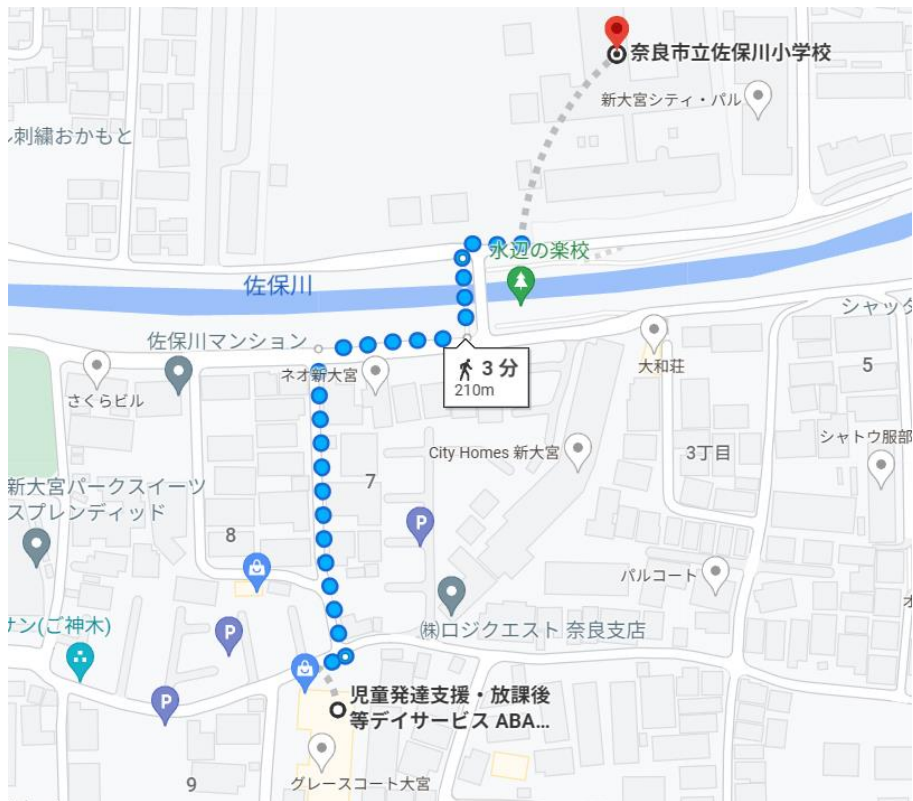 奈良市立佐保川小学校
新大宮シティ・パル
刺繍おかもと
水辺の楽校
佐保川
シャッタ
佐保川マンション
ネオ新大宮
3 分
210m
大和荘
5
さくらビル
City Homes 新大宮
3丁目
シャトウ服部
7
新大宮パークスイーツ
スプレンディッド
P
8
パルコート
サン(ご神木)
P
㈱ロジクエスト 奈良支店
P
児童発達支援・放課後
等デイサービス ABA...
グレースコート大宮
9